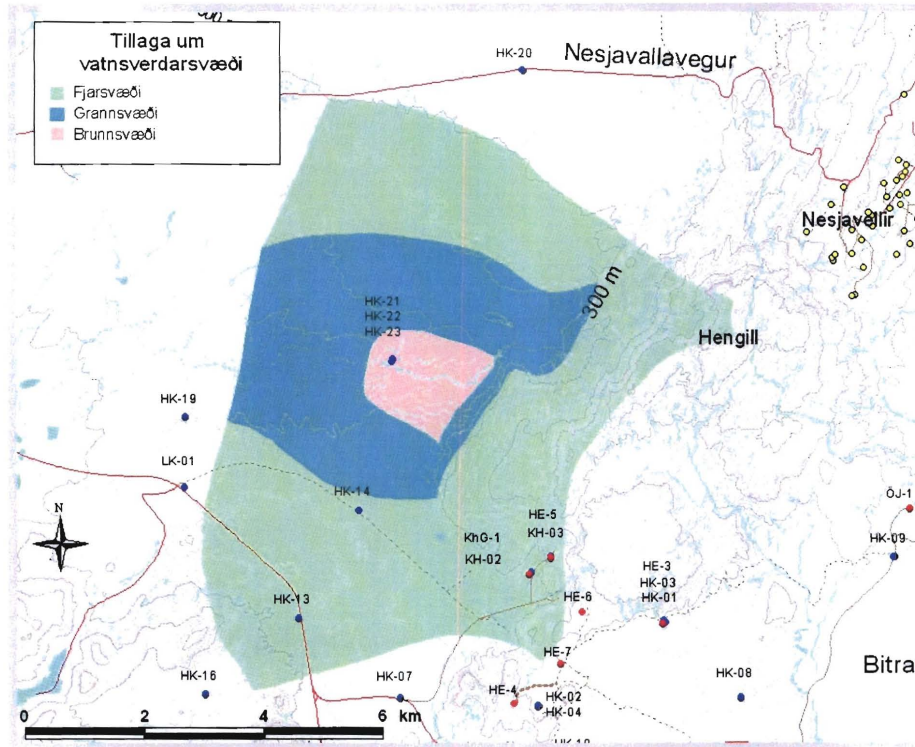 Tillaga um
vatnsverdarsvæði
Fjarsvæði
Grannsvæði
Brunnsvæði
HK-20
Nesjavallavegur
Nesjavellir
300 m
HK-21
HK-22
HK-23
Hengill
HK-19
LK-01
HK-14
ÖJ-1
HE-5
KhG-1
KH-03
KH-02
HK-09
N
HE-3
HK-03
HK-01
HE-6
HK-13
HE-7
Bitra
HK-16
HK-07
HE-4
HK-02
HK-04
HK-08
0 2 4 6 km